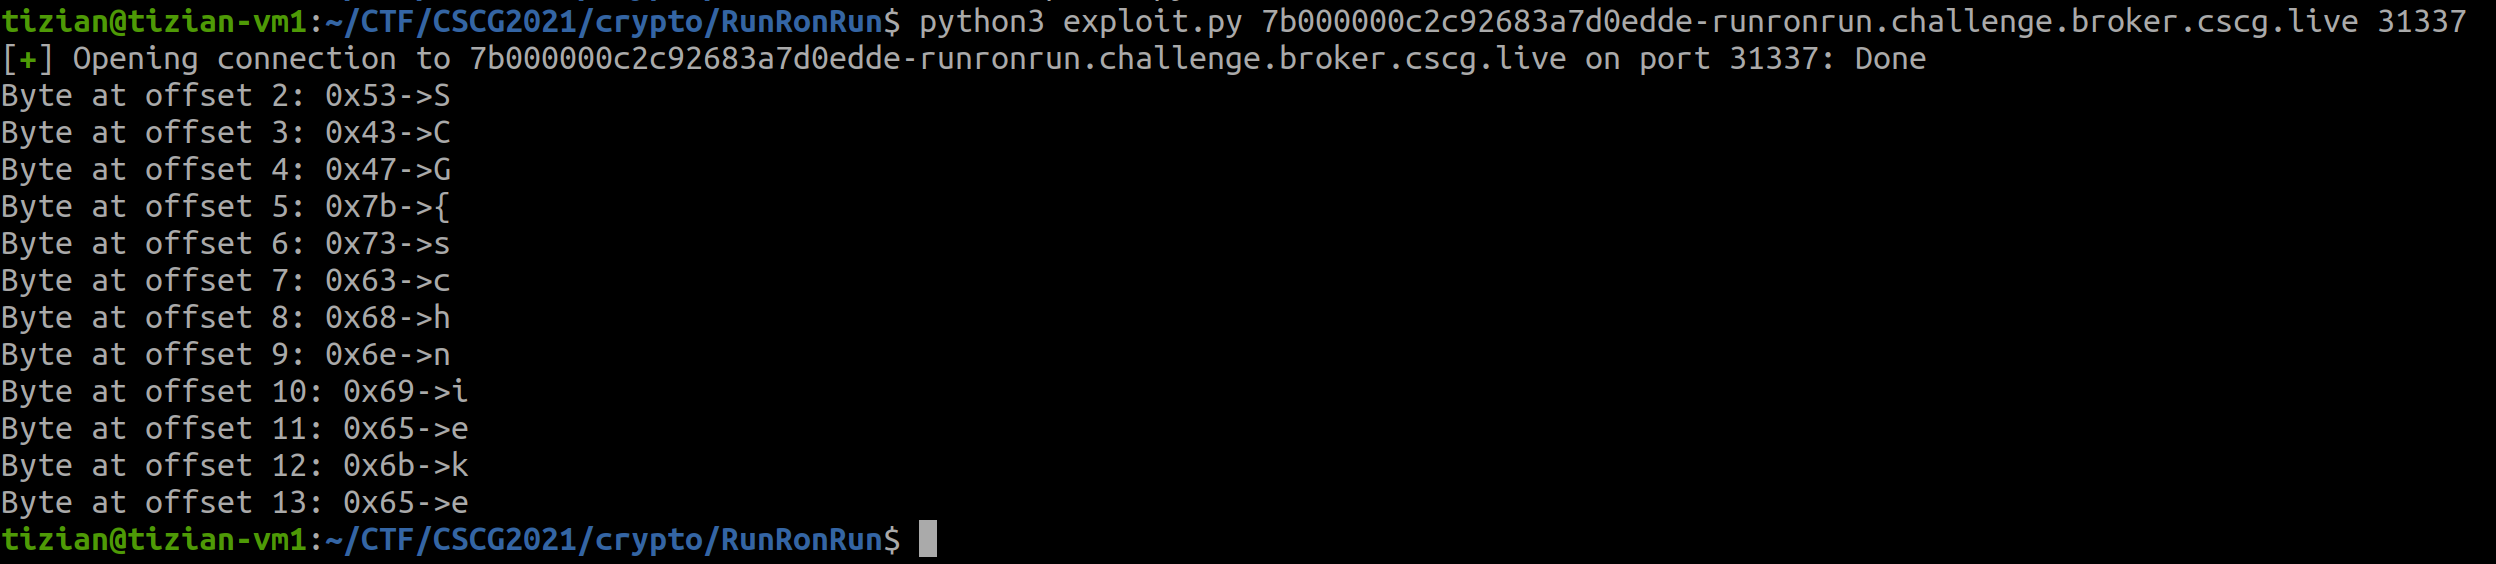 tizian@tizian-vm1:~/CTF/CSCG2021/crypto/RunRonRun$ python3 exploit.py 7b000000c2c92683a7d0edde-runronrun.challenge.broker.cscg.live 31337
[+] Opening connection to 7b000000c2c92683a7d0edde-runronrun.challenge.broker.cscg.live on port 31337: Done
Byte at offset 2: 0x53->S
Byte at offset 3: 0x43->C
Byte at offset 4: 0x47->G
Byte at offset 5: 0x7b->{
Byte at offset 6: 0x73->s
Byte at offset 7: 0x63->c
Byte at offset 8: 0x68->h
Byte at offset 9: 0x6e->n
Byte at offset 10: 0x69->i
Byte at offset 11: 0x65->e
Byte at offset 12: 0x6b->k
Byte at offset 13: 0x65->e
tizian@tizian-vm1:~/CTF/CSCG2021/crypto/RunRonRun$